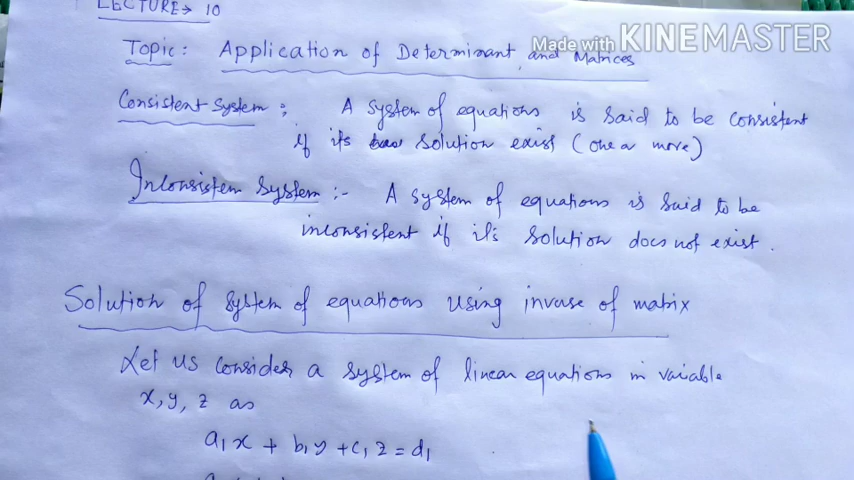 LECTURE → 10
Made with KINEMASTER
Topic: Application of Determinant and Matrices
Consistent System: A system of equations is said to be consistent
if its solution exist (one or more)
Inconsistem System :- A system of equations is said to be
inconsistent if it's solution does not exist.
Solution of system of equations using inverse of matrix
Let us consider a system of linear equations in variable
x, y, z as
a₁x + b₁y + c₁z = d₁